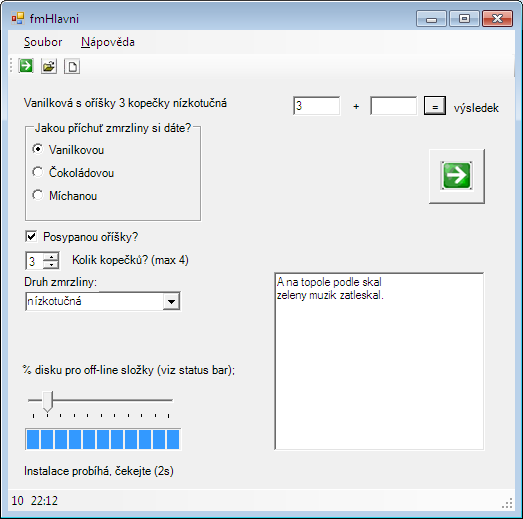 fmHlavni
Soubor Nápověda
Vanilková s oříšky 3 kopečky nízkotučná
3 + = výsledek
Jakou příchuť zmrzliny si dáte?
Vanilkovou
Čokoládovou
Míchanou
Posypanou oříšky?
3 Kolik kopečků? (max 4)
Druh zmrzliny:
nízkotučná
A na topole podle skal
zeleny muzik zatleskal.
% disku pro off-line složky (viz status bar);
Instalace probíhá, čekejte (2s)
10 22:12